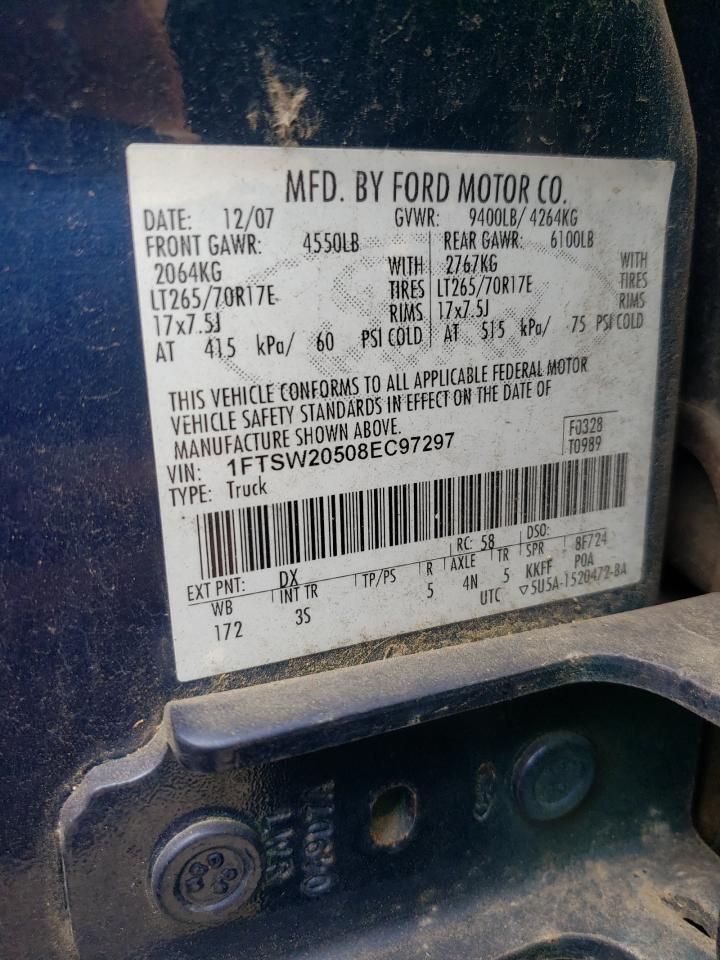 MFD. BY FORD MOTOR CO.
DATE: 12/07 GVWR: 9400LB/ 4264KG
FRONT GAWR: 4550LB REAR GAWR: 6100LB
2064KG WITH 2767KG WITH
LT265/70R17E TIRES LT265/70R17E TIRES
17x7.5J RIMS 17x7.5J RIMS
AT 415 kPa/ 60 PSI COLD AT 515 kPa/ 75 PSI COLD
THIS VEHICLE CONFORMS TO ALL APPLICABLE FEDERAL MOTOR
VEHICLE SAFETY STANDARDS IN EFFECT ON THE DATE OF
MANUFACTURE SHOWN ABOVE.
VIN: 1FTSW20508EC97297 F0328
TYPE: Truck T0989
EXT PNT: DX RC: 58 DSO:
WB INT TR TP/PS R AXLE TR SPR 8F724
172 3S 5 4N 5 KKFF POA
UTC ▽5U5A-1520472-BA